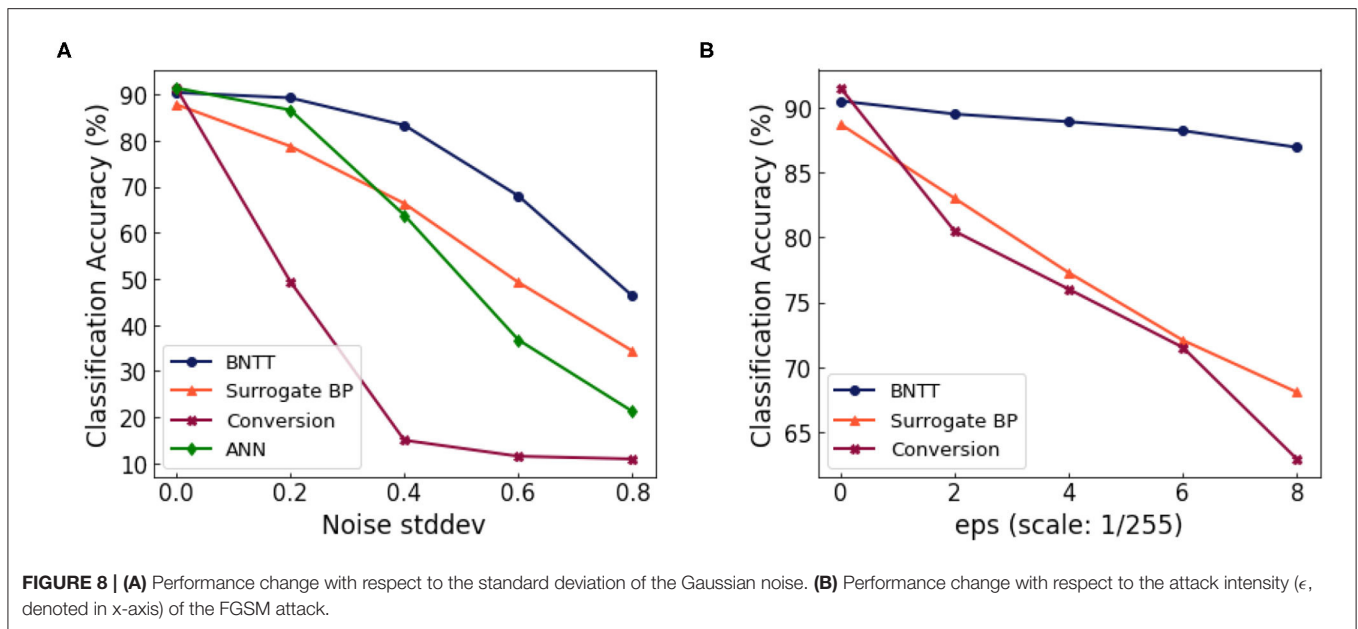 A
B
Classification Accuracy (%)
90
80
70
60
50
40
30
20
10
BNTT
Surrogate BP
Conversion
ANN
0.0 0.2 0.4 0.6 0.8
Noise stddev
Classification Accuracy (%)
90
85
80
75
70
65
BNTT
Surrogate BP
Conversion
0 2 4 6 8
eps (scale: 1/255)
FIGURE 8 | (A) Performance change with respect to the standard deviation of the Gaussian noise. (B) Performance change with respect to the attack intensity (ϵ,
denoted in x-axis) of the FGSM attack.